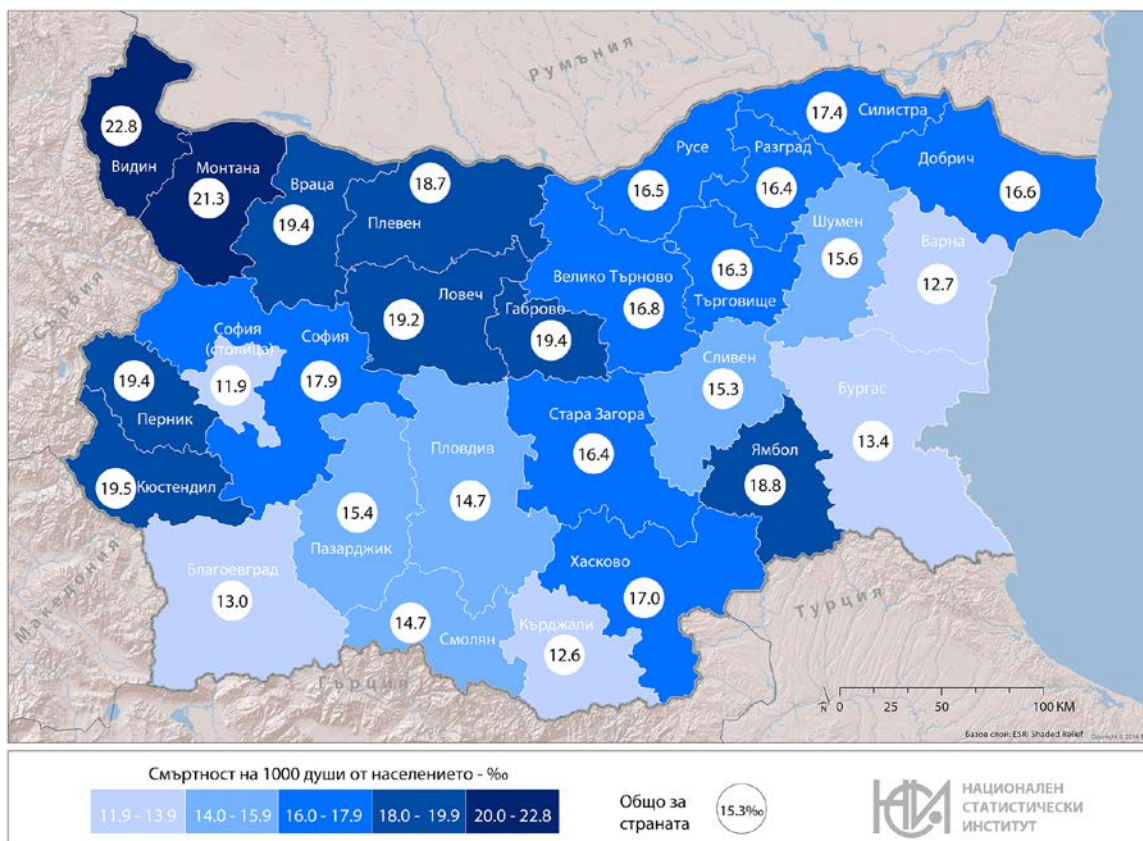 Румъния
22.8
Видин
Монтана
21.3
Враца
19.4
18.7
Плевен
Русе
16.5
Разград
16.4
17.4
Силистра
Добрич
16.6
Шумен
15.6
Варна
12.7
Велико Търново
16.8
16.3
Търговище
Ловеч
19.2
Габрово
19.4
Сърбия
София
(столица)
11.9
София
17.9
19.4
Перник
19.5
Кюстендил
Сливен
15.3
Бургас
13.4
Стара Загора
16.4
Ямбол
18.8
Пловдив
14.7
15.4
Пазарджик
Благоевград
13.0
Македония
14.7
Смолян
Хасково
17.0
Кърджали
12.6
Гърция
Турция
N
0 25 50 100 KM
Базов слой: ESRI Shaded Relief
Смъртност на 1000 души от населението - ‰
11.9 - 13.9 14.0 - 15.9 16.0 - 17.9 18.0 - 19.9 20.0 - 22.8
Общо за
страната
15.3‰
НСИ
НАЦИОНАЛЕН
СТАТИСТИЧЕСКИ
ИНСТИТУТ